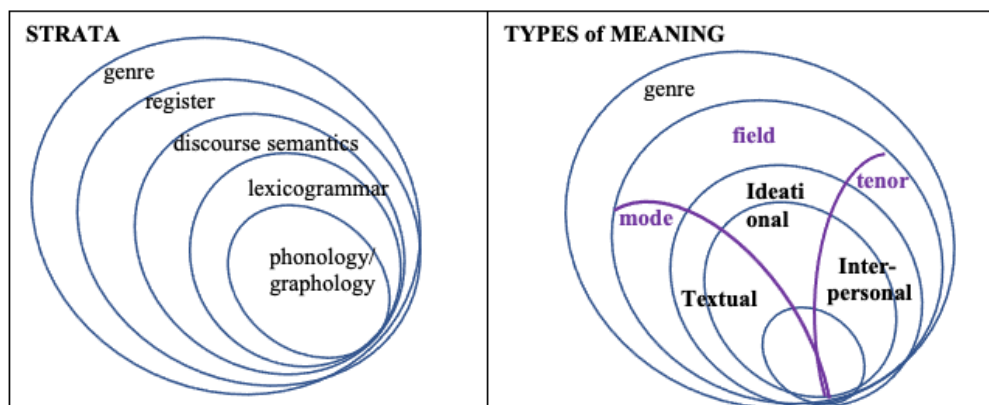 STRATA
genre
register
discourse semantics
lexicogrammar
phonology/
graphology
TYPES of MEANING
genre
field
tenor
mode
Ideati
onal
Inter-
personal
Textual